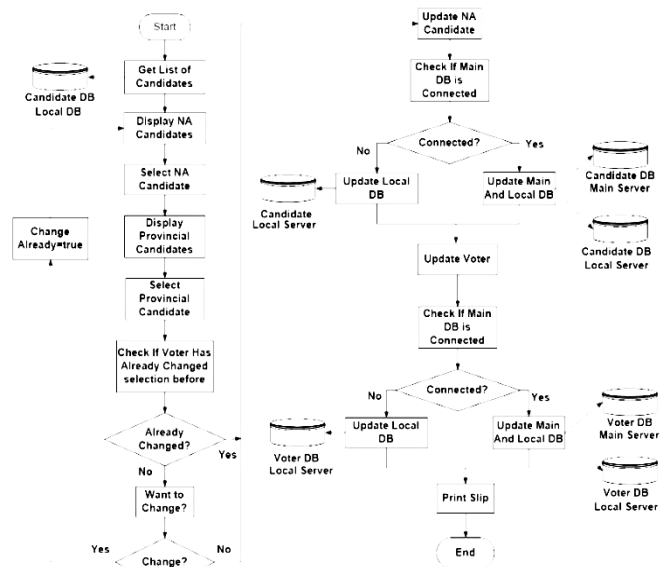 Start
Get List of
Candidates
Candidate DB
Local DB
Display NA
Candidates
Select NA
Candidate
Display
Provincial
Candidates
Change
Already=true
Select
Provincial
Candidate
Check If Voter Has
Already Changed
selection before
Already
Changed?
Yes
No
Want to
Change?
Yes
Change?
No
Update NA
Candidate
Check If Main
DB is
Connected
Connected?
No
Yes
Update Local
DB
Update Main
And Local DB
Candidate
Local Server
Candidate DB
Main Server
Candidate DB
Local Server
Update Voter
Check If Main
DB is
Connected
Connected?
No
Yes
Update Local
DB
Update Main
And Local DB
Voter DB
Local Server
Voter DB
Main Server
Voter DB
Local Server
Print Slip
End